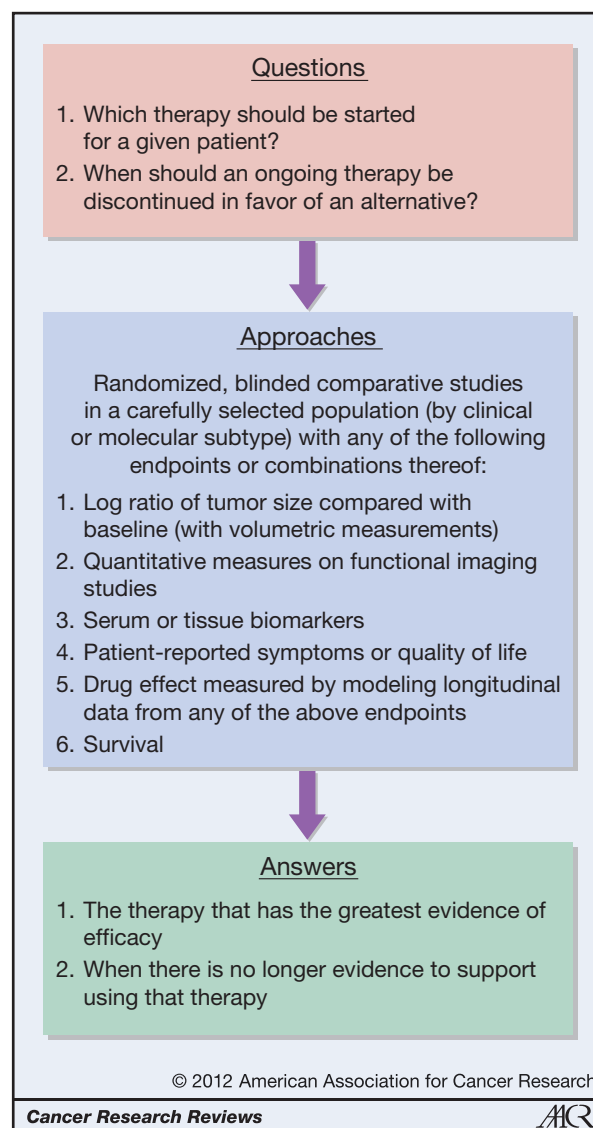 Questions
1. Which therapy should be started
for a given patient?
2. When should an ongoing therapy be
discontinued in favor of an alternative?
Approaches
Randomized, blinded comparative studies
in a carefully selected population (by clinical
or molecular subtype) with any of the following
endpoints or combinations thereof:
1. Log ratio of tumor size compared with
baseline (with volumetric measurements)
2. Quantitative measures on functional imaging
studies
3. Serum or tissue biomarkers
4. Patient-reported symptoms or quality of life
5. Drug effect measured by modeling longitudinal
data from any of the above endpoints
6. Survival
Answers
1. The therapy that has the greatest evidence of
efficacy
2. When there is no longer evidence to support
using that therapy
© 2012 American Association for Cancer Research
Cancer Research Reviews
AACR